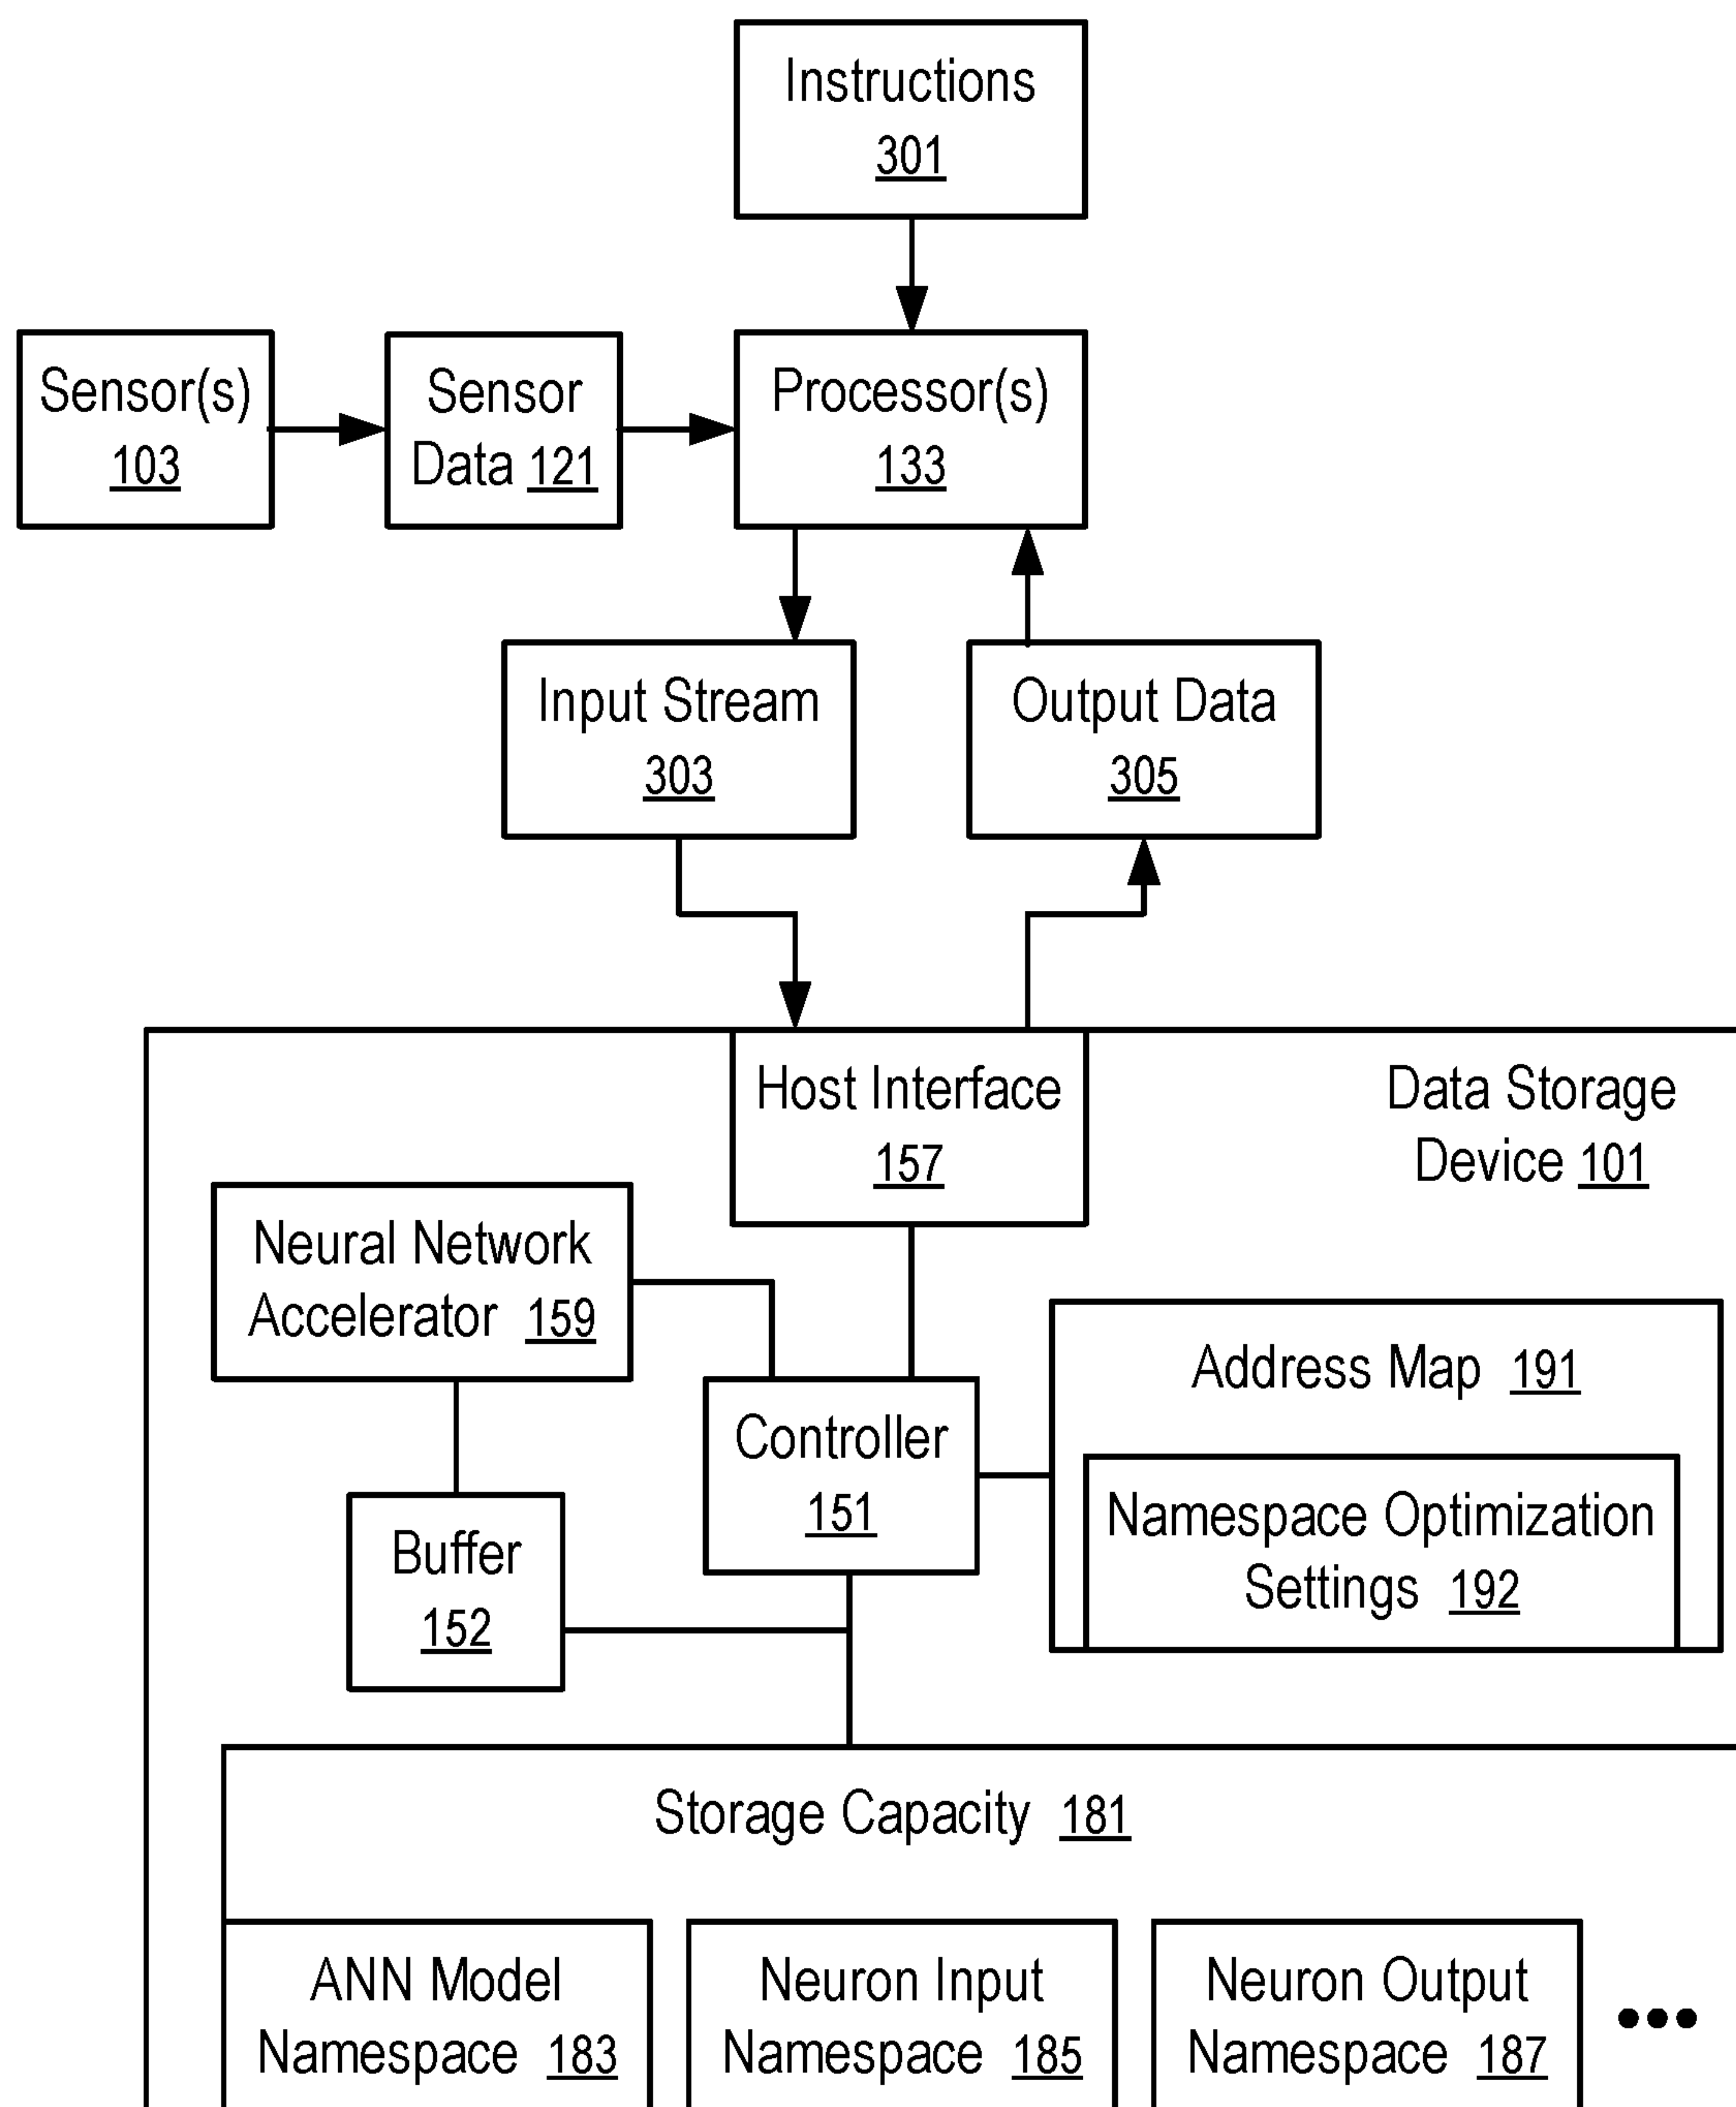 Instructions
301
Sensor(s)
103
Sensor
Data 121
Processor(s)
133
Input Stream
303
Output Data
305
Host Interface
157
Data Storage
Device 101
Neural Network
Accelerator 159
Address Map 191
Controller
151
Namespace Optimization
Settings 192
Buffer
152
Storage Capacity 181
ANN Model
Namespace 183
Neuron Input
Namespace 185
Neuron Output
Namespace 187
•••